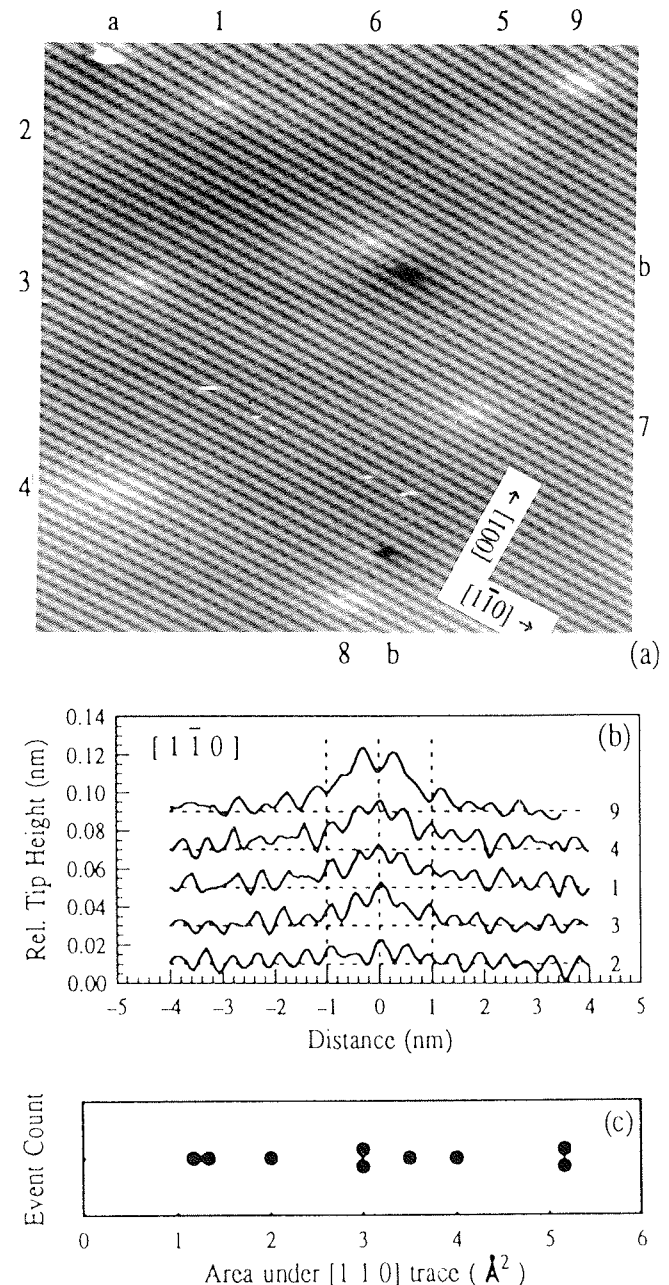 a 1 6 5 9
2
3
b
7
4
[001] →
[1̄10] →
8 b
(a)
0.14
0.12
0.10
0.08
0.06
0.04
0.02
0.00
Rel. Tip Height (nm)
[1 1̄ 0]
(b)
9
4
1
3
2
-5 -4 -3 -2 -1 0 1 2 3 4 5
Distance (nm)
Event Count
(c)
0 1 2 3 4 5 6
Area under [1 1 0] trace (Å²)